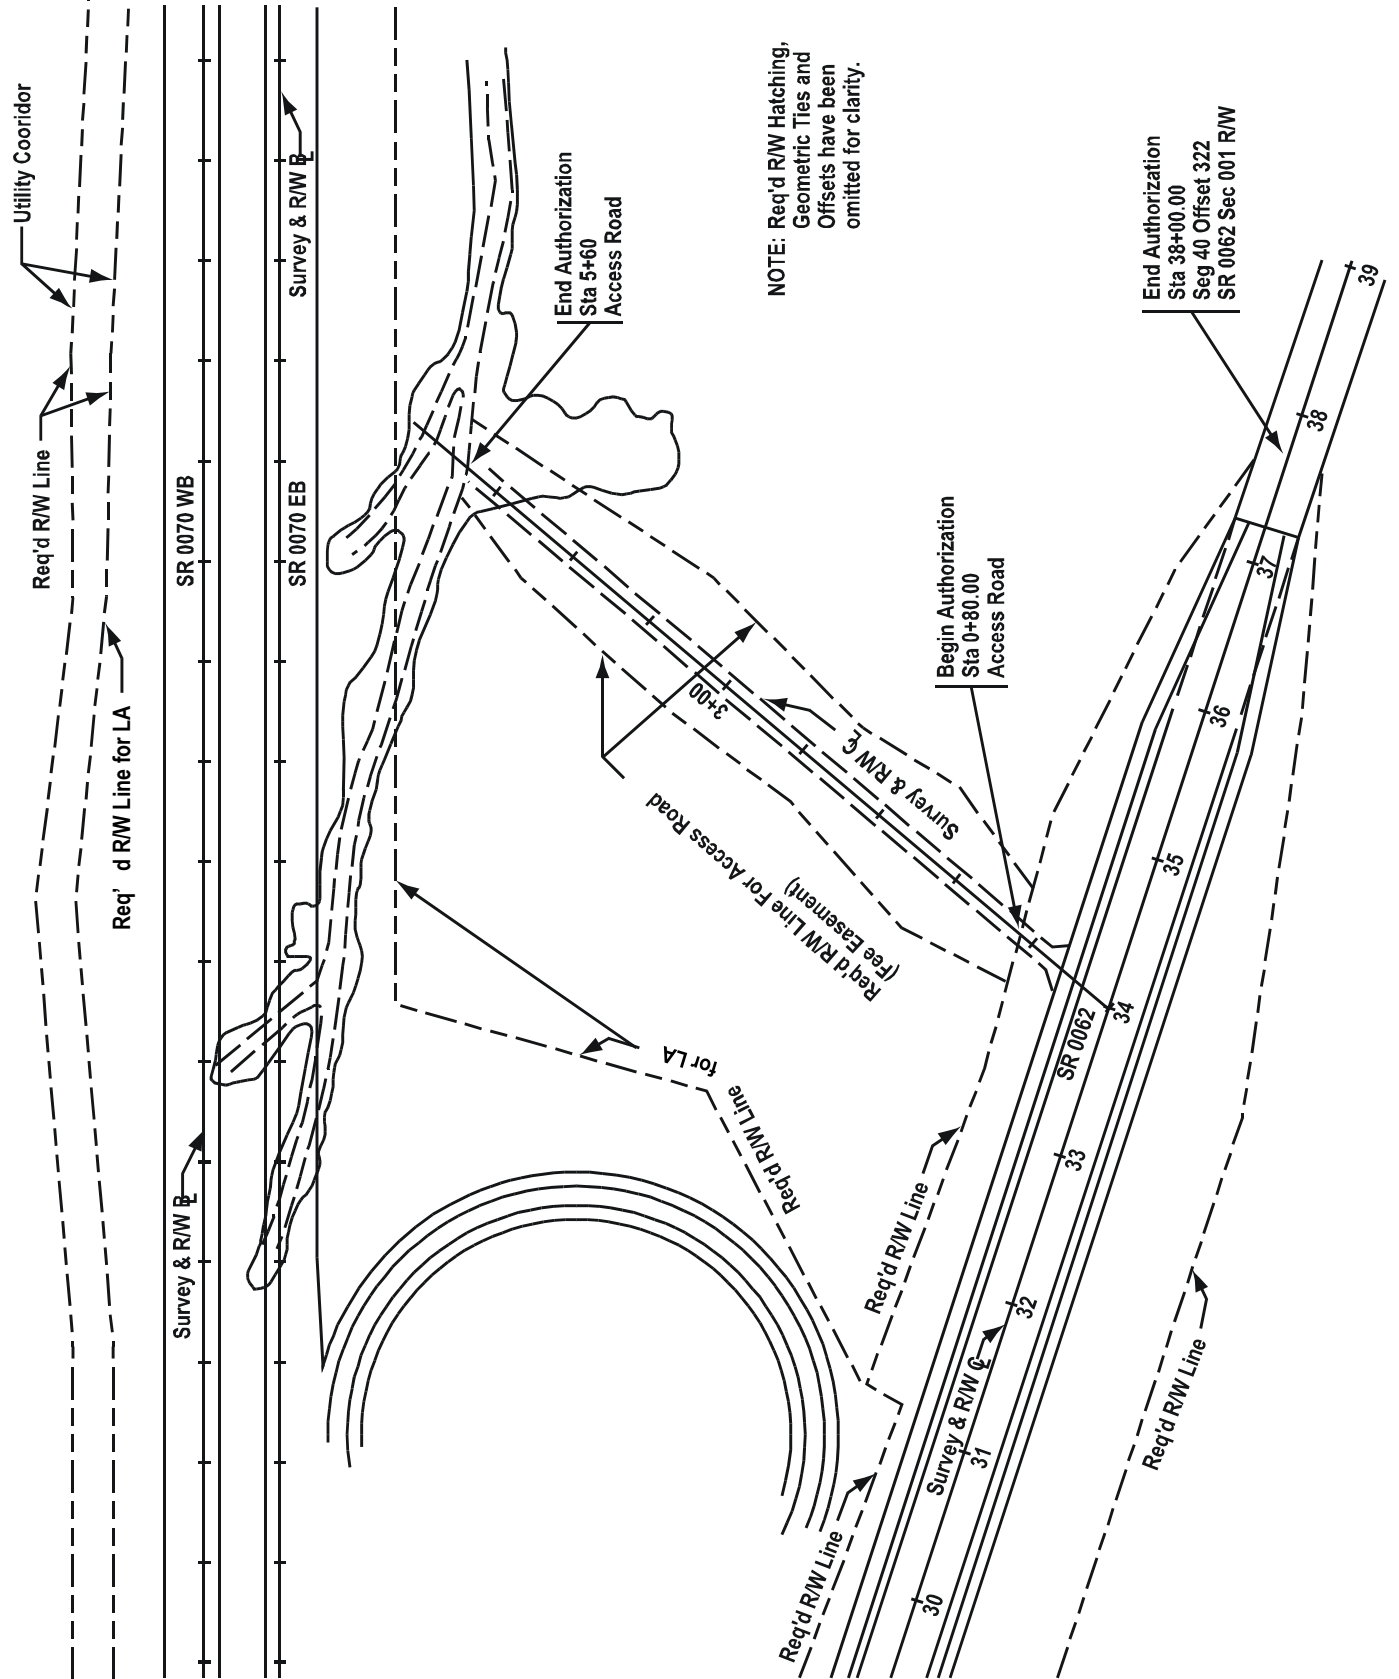 Utility Cooridor
Req'd R/W Line
Req' d R/W Line for LA
SR 0070 WB
SR 0070 EB
Survey & R/W ⅊
Survey & R/W ⅊
End Authorization
Sta 5+60
Access Road
NOTE: Req'd R/W Hatching,
Geometric Ties and
Offsets have been
omitted for clarity.
End Authorization
Sta 38+00.00
Seg 40 Offset 322
SR 0062 Sec 001 R/W
Begin Authorization
Sta 0+80.00
Access Road
3+00
Survey & R/W ℄
Req'd R/W Line For Access Road
(Fee Easement)
Req'd R/W Line
for LA
Req'd R/W Line
Req'd R/W Line
Req'd R/W Line
SR 0062
Survey & R/W ℄
30
31
32
33
34
35
36
37
38
39